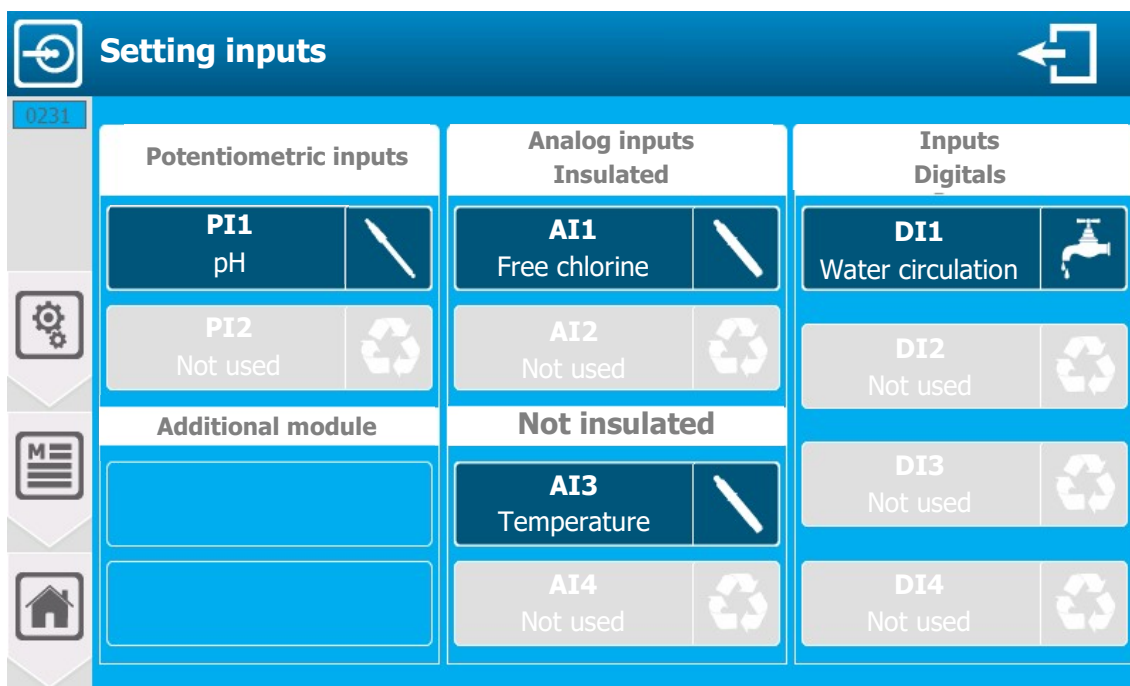 Setting inputs
0231
Potentiometric inputs
PI1
pH
PI2
Not used
Additional module
Analog inputs
Insulated
AI1
Free chlorine
AI2
Not used
Not insulated
AI3
Temperature
AI4
Not used
Inputs
Digitals
DI1
Water circulation
DI2
Not used
DI3
Not used
DI4
Not used
M